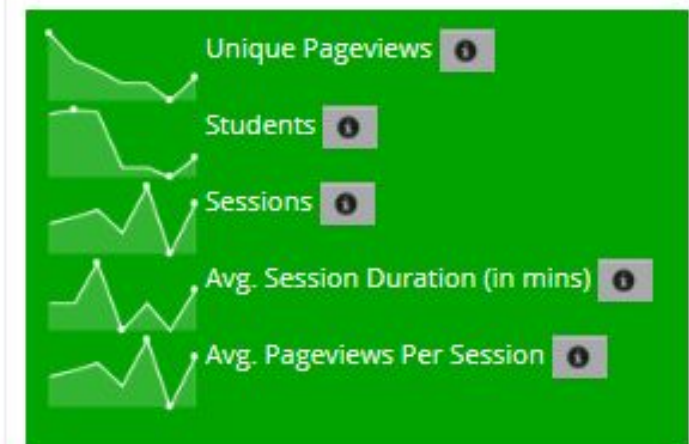 Unique Pageviews
Students
Sessions
Avg. Session Duration (in mins)
Avg. Pageviews Per Session